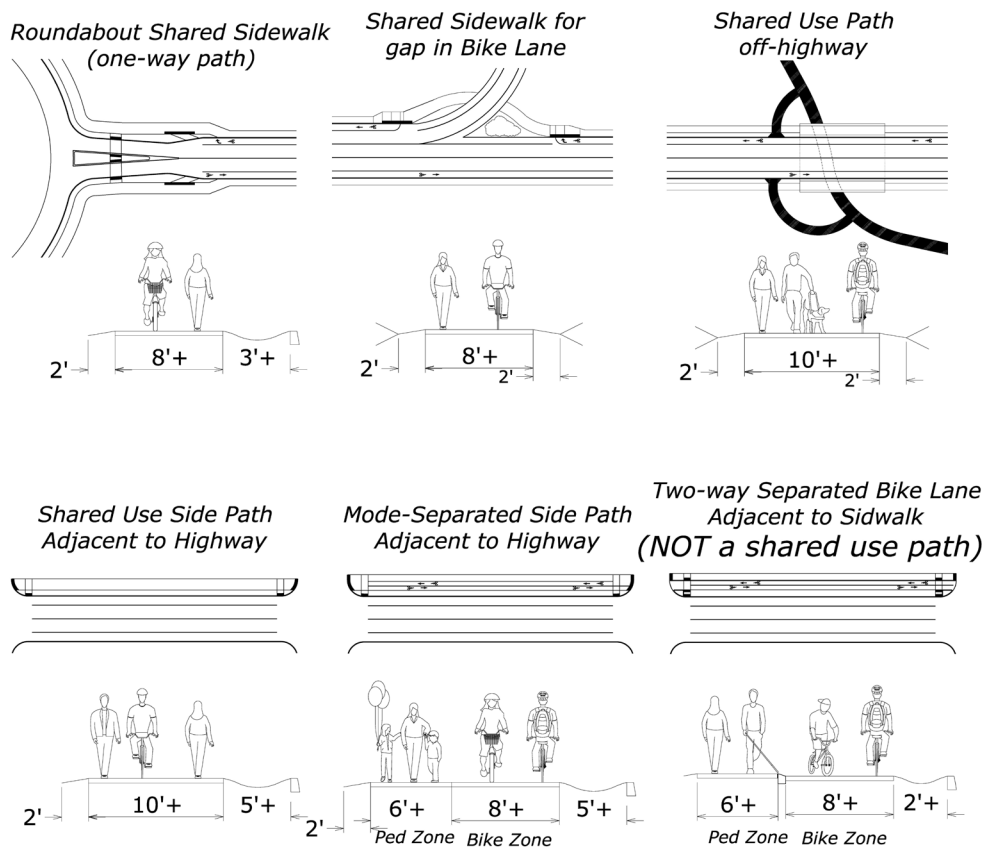 Roundabout Shared Sidewalk
(one-way path)
Shared Sidewalk for
gap in Bike Lane
Shared Use Path
off-highway
2'
8'+
3'+
2'
8'+
2'
2'
10'+
2'
Shared Use Side Path
Adjacent to Highway
Mode-Separated Side Path
Adjacent to Highway
Two-way Separated Bike Lane
Adjacent to Sidwalk
(NOT a shared use path)
2'
10'+
5'+
2'
6'+
8'+
5'+
Ped Zone
Bike Zone
6'+
8'+
2'+
Ped Zone
Bike Zone